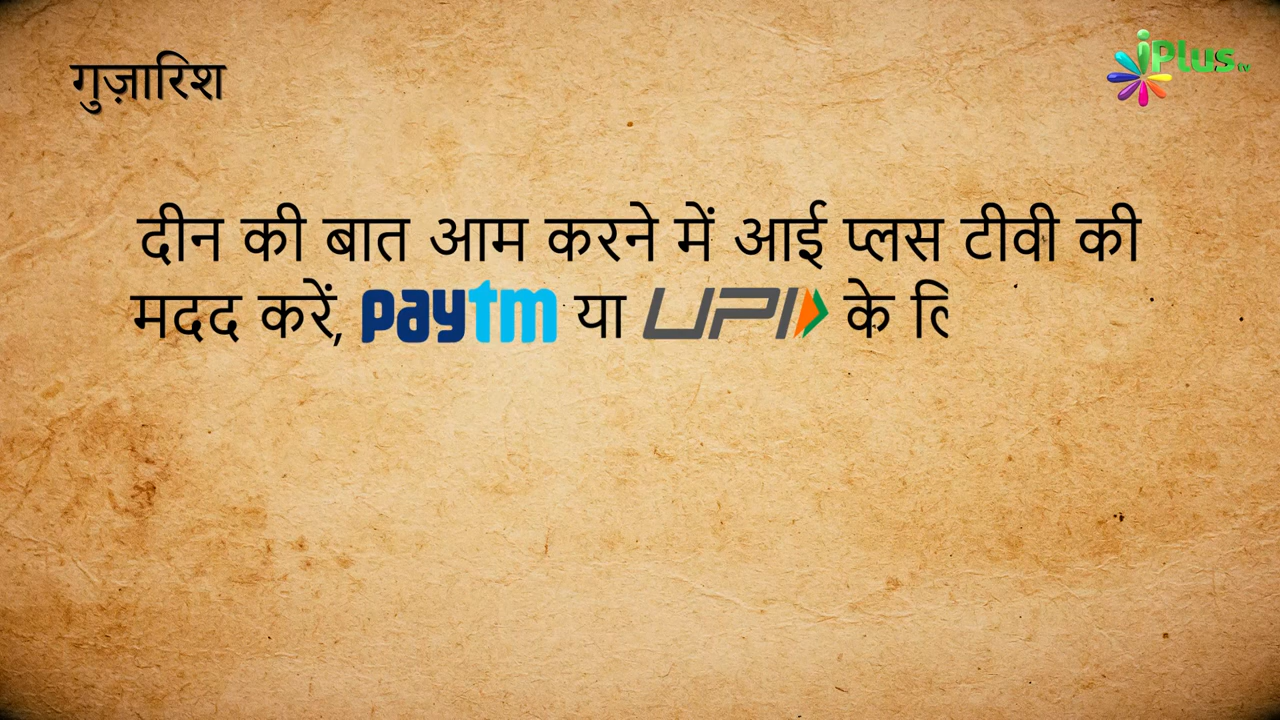 गुज़ारिश
iPlus tv
दीन की बात आम करने में आई प्लस टीवी की
मदद करें, paytm या UPI के